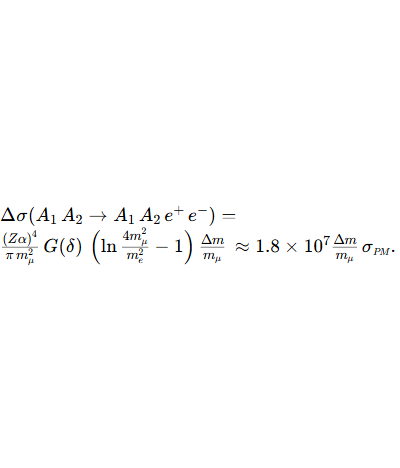 Δσ(A₁ A₂ → A₁ A₂ e⁺ e⁻) =
(Zα)⁴/(π m_μ²) G(δ) (ln 4m_μ²/m_e² − 1) Δm/m_μ ≈ 1.8 × 10⁷ Δm/m_μ σ_PM.